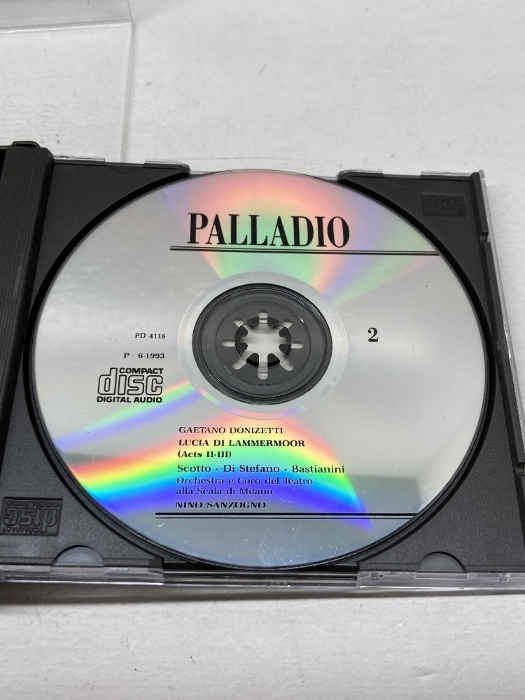 PALLADIO
PD 4118
2
P - 6-1993
COMPACT
disc
DIGITAL AUDIO
GAETANO DONIZETTI
LUCIA DI LAMMERMOOR
(Acts II-III)
Scotto - Di Stefano - Bastianini
Orchestra e Coro del Teatro
alla Scala di Milano
NINO SANZOGNO
disc